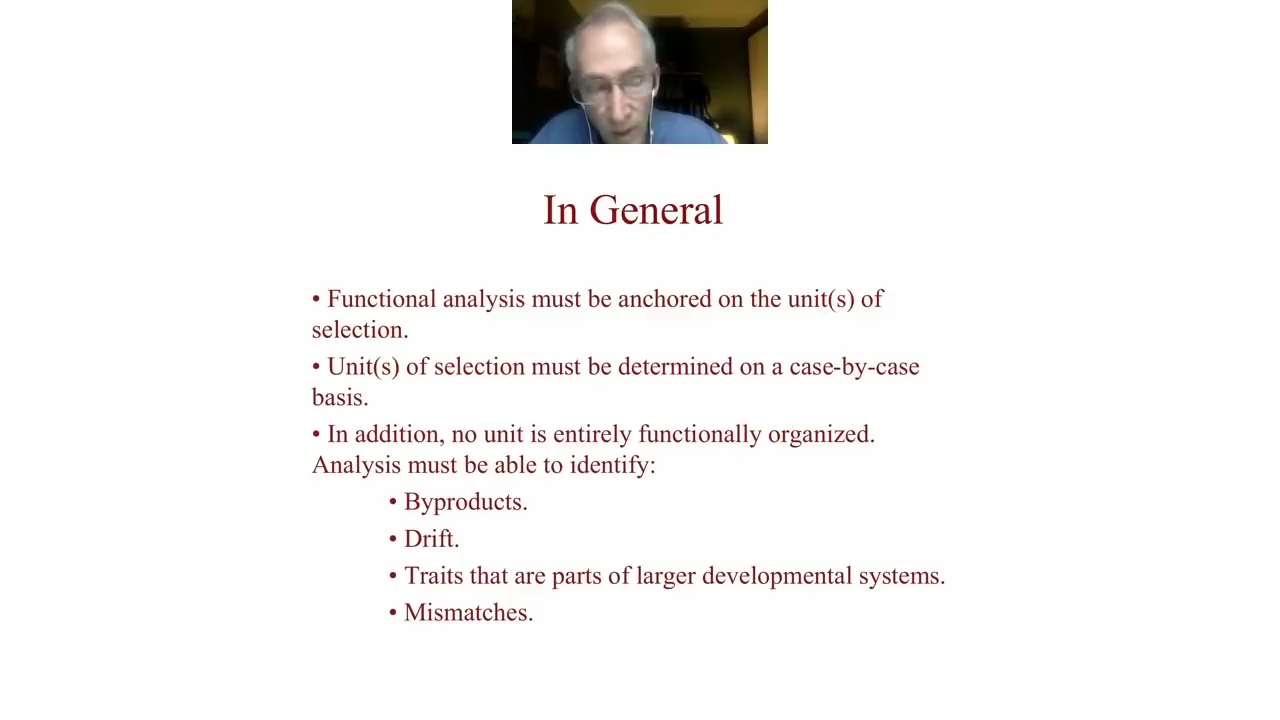 In General
• Functional analysis must be anchored on the unit(s) of
selection.
• Unit(s) of selection must be determined on a case-by-case
basis.
• In addition, no unit is entirely functionally organized.
Analysis must be able to identify:
• Byproducts.
• Drift.
• Traits that are parts of larger developmental systems.
• Mismatches.